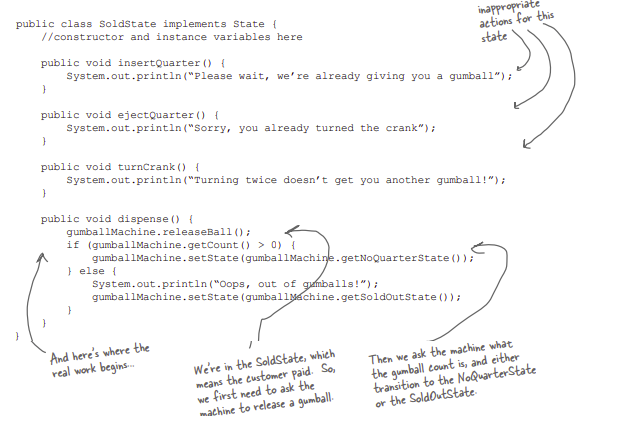 inappropriate
actions for this
state
public class SoldState implements State {
//constructor and instance variables here
public void insertQuarter() {
System.out.println(“Please wait, we’re already giving you a gumball”);
}
public void ejectQuarter() {
System.out.println(“Sorry, you already turned the crank”);
}
public void turnCrank() {
System.out.println(“Turning twice doesn’t get you another gumball!”);
}
public void dispense() {
gumballMachine.releaseBall();
if (gumballMachine.getCount() > 0) {
gumballMachine.setState(gumballMachine.getNoQuarterState());
} else {
System.out.println(“Oops, out of gumballs!”);
gumballMachine.setState(gumballMachine.getSoldOutState());
}
}
}
And here's where the
real work begins...
We're in the SoldState, which
means the customer paid. So,
we first need to ask the
machine to release a gumball.
Then we ask the machine what
the gumball count is, and either
transition to the NoQuarterState
or the SoldOutState.